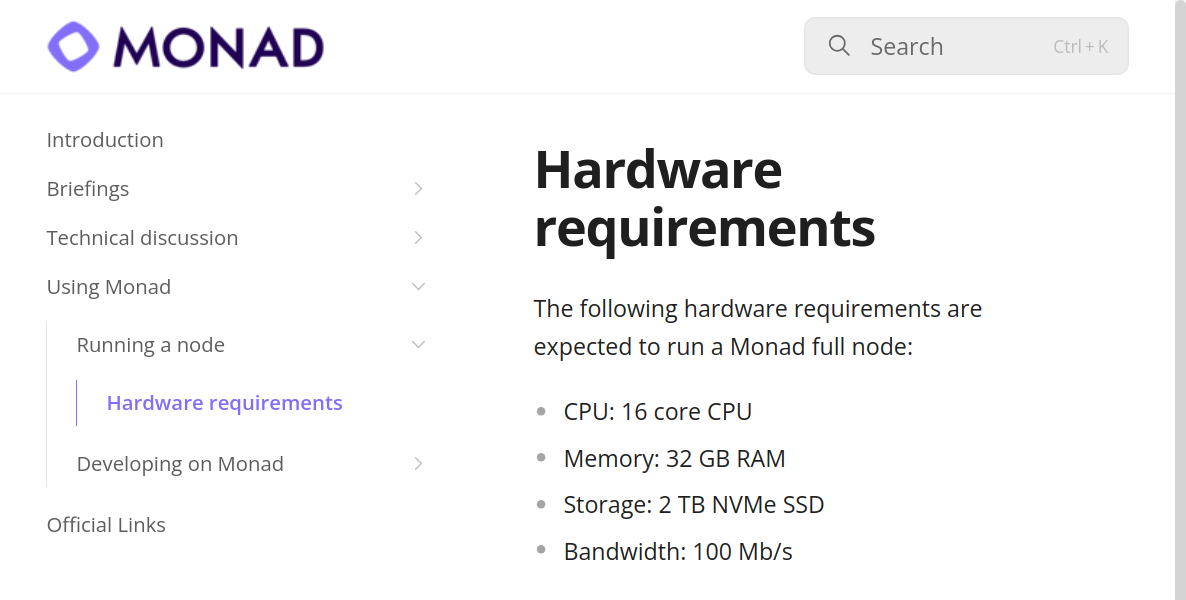 MONAD
Search
Ctrl + K
Introduction
Briefings
Technical discussion
Using Monad
Running a node
Hardware requirements
Developing on Monad
Official Links
Hardware
requirements
The following hardware requirements are
expected to run a Monad full node:
CPU: 16 core CPU
Memory: 32 GB RAM
Storage: 2 TB NVMe SSD
Bandwidth: 100 Mb/s